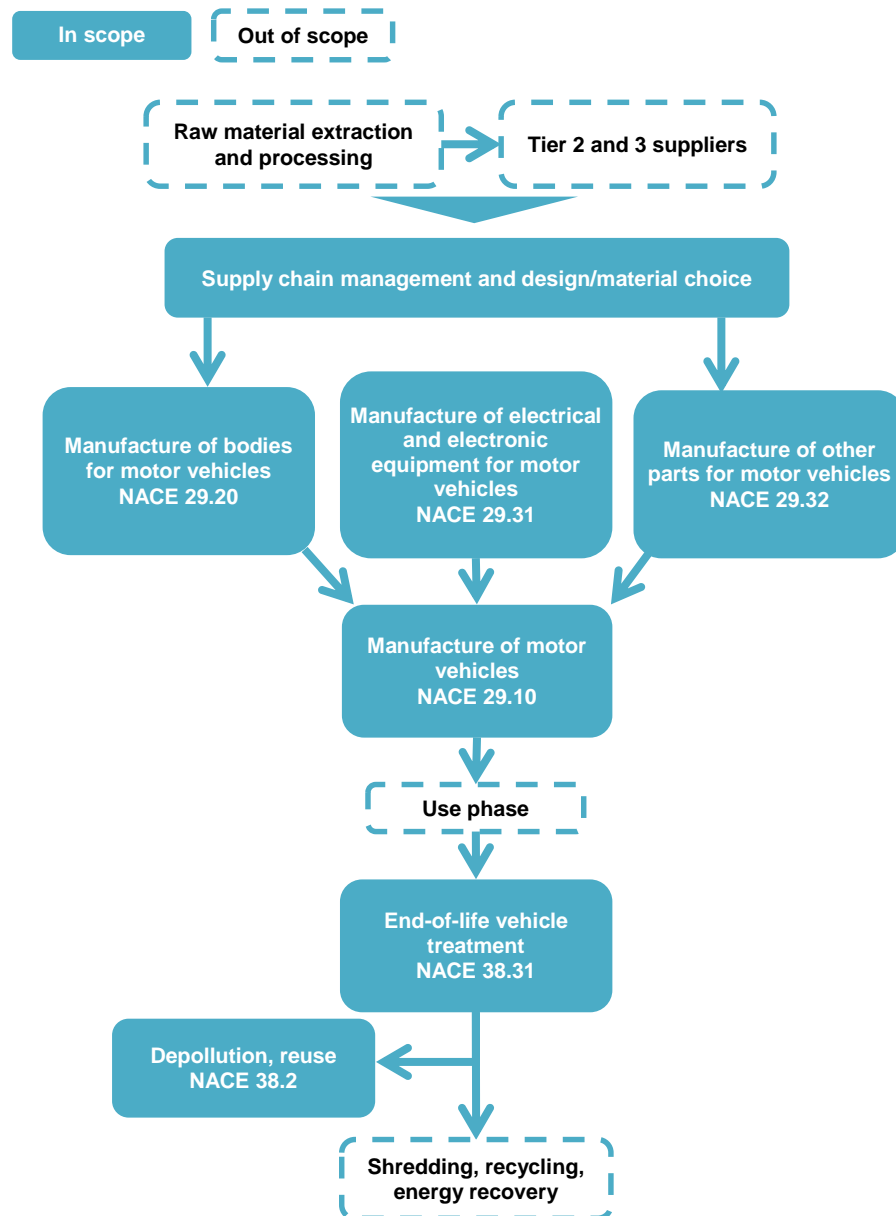 In scope
Out of scope
Raw material extraction
and processing
Tier 2 and 3 suppliers
Supply chain management and design/material choice
Manufacture of bodies
for motor vehicles
NACE 29.20
Manufacture of electrical
and electronic
equipment for motor
vehicles
NACE 29.31
Manufacture of other
parts for motor vehicles
NACE 29.32
Manufacture of motor
vehicles
NACE 29.10
Use phase
End-of-life vehicle
treatment
NACE 38.31
Depollution, reuse
NACE 38.2
Shredding, recycling,
energy recovery